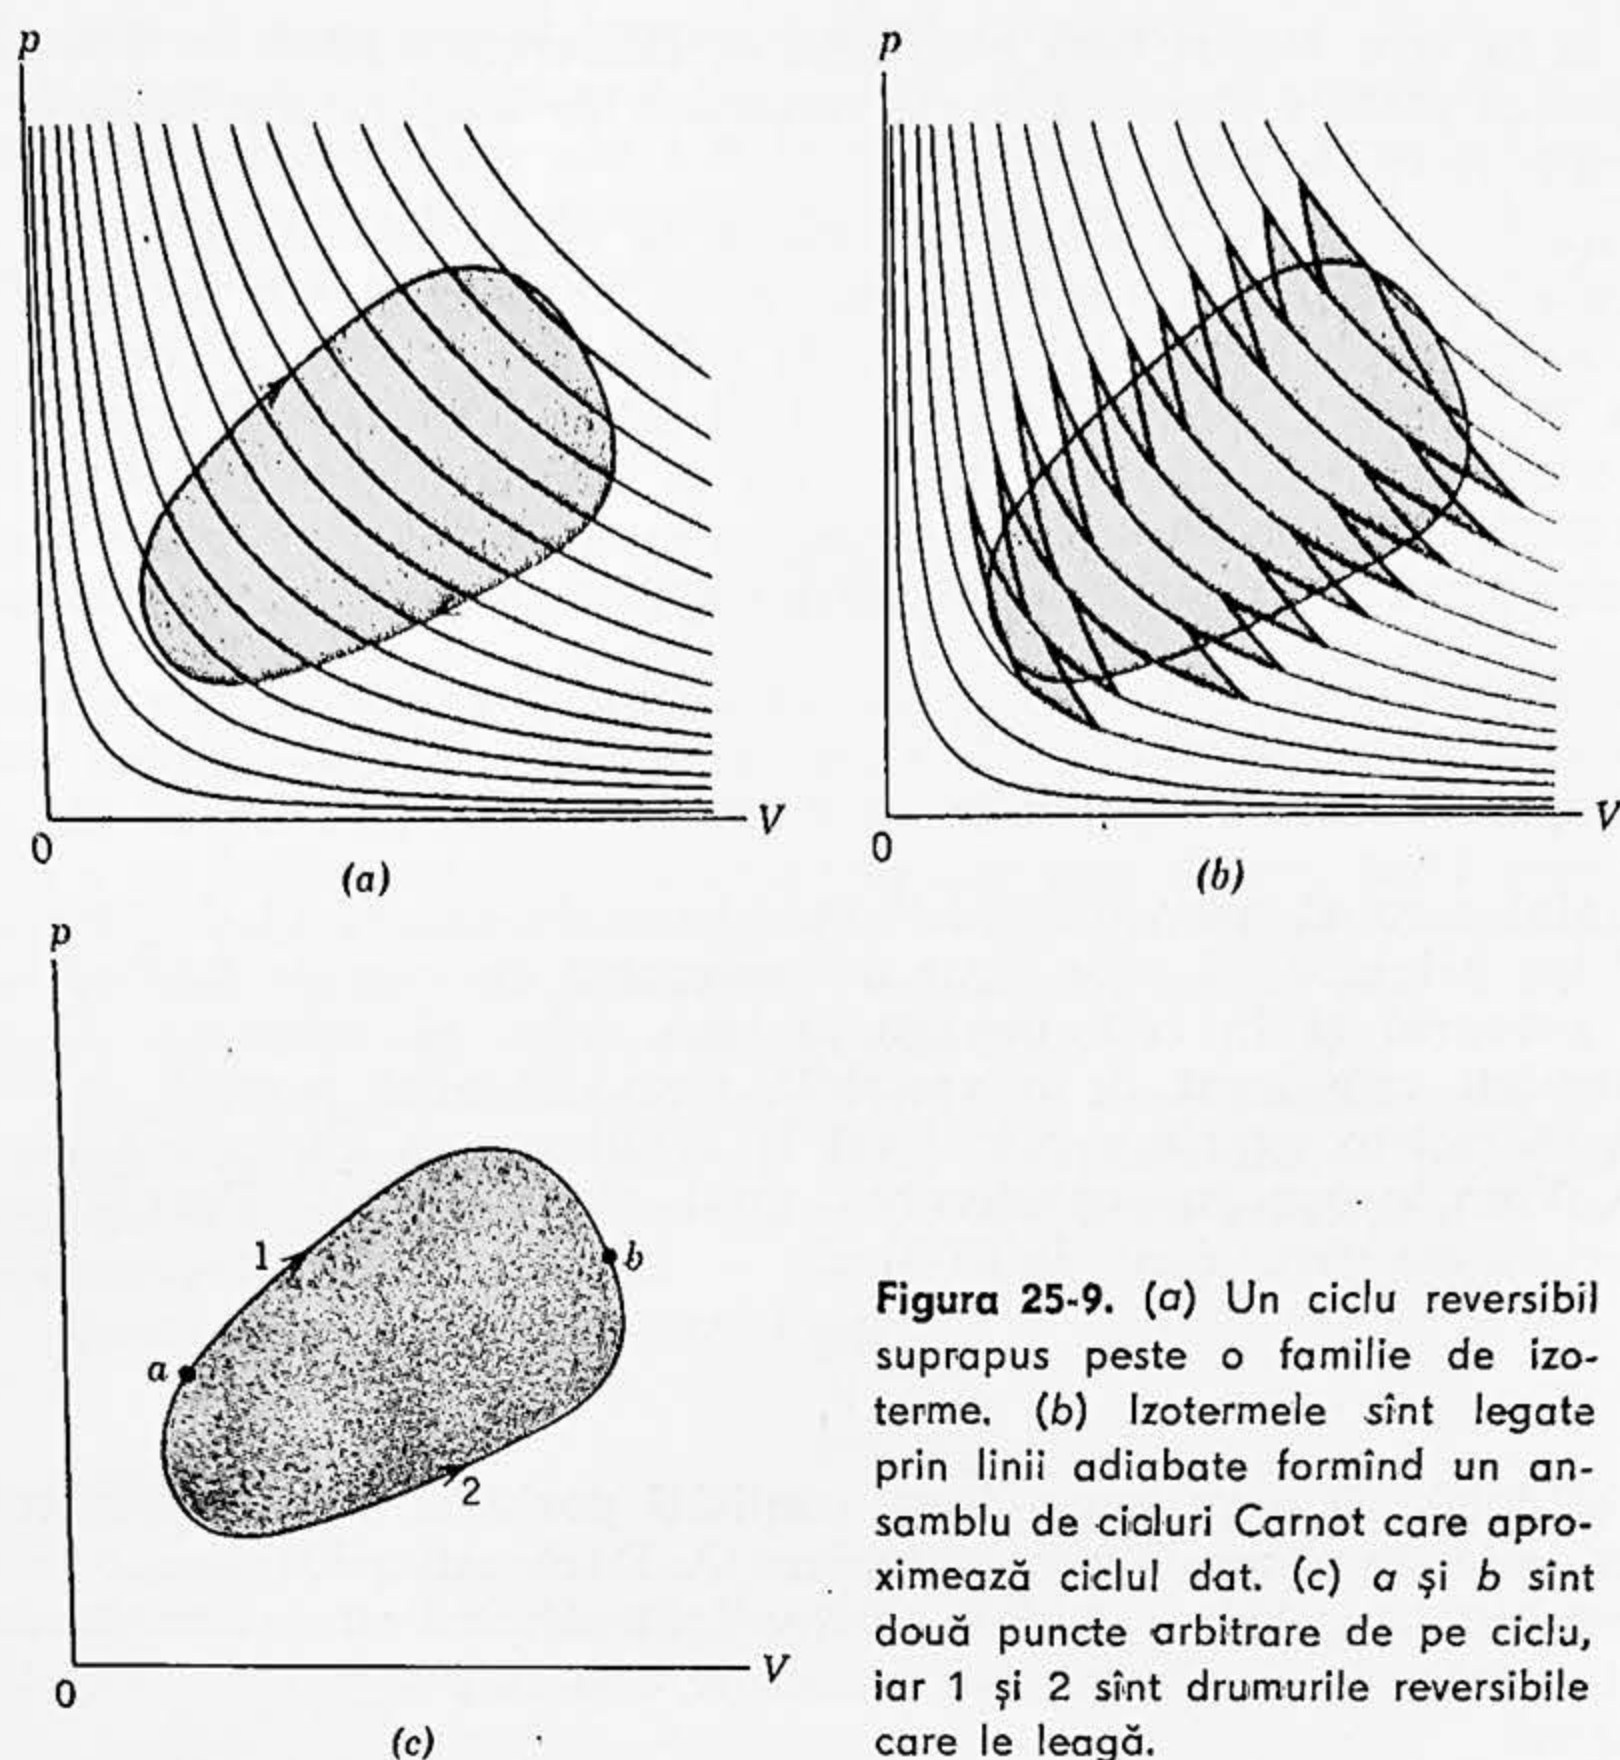 p
p
V
V
0
0
(a)
(b)
p
1
b
a
2
V
0
(c)
Figura 25-9. (a) Un ciclu reversibil
suprapus peste o familie de izo-
terme. (b) Izotermele sînt legate
prin linii adiabate formînd un an-
samblu de cicluri Carnot care apro-
ximează ciclul dat. (c) a și b sînt
două puncte arbitrare de pe ciclu,
iar 1 și 2 sînt drumurile reversibile
care le leagă.